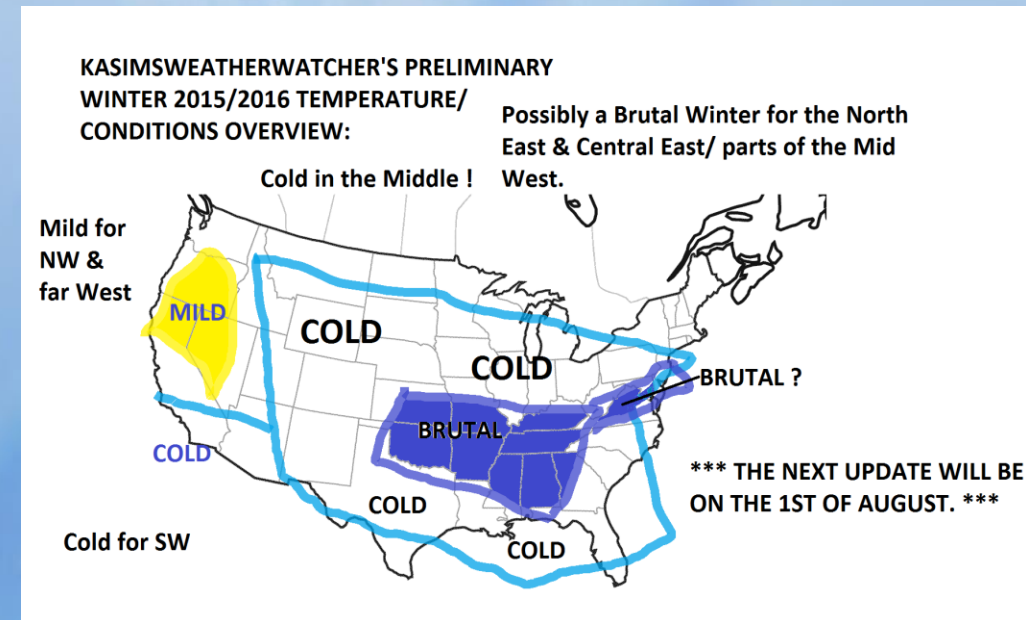 KASIMSWEATHERWATCHER'S PRELIMINARY
WINTER 2015/2016 TEMPERATURE/
CONDITIONS OVERVIEW:
Possibly a Brutal Winter for the North
East & Central East/ parts of the Mid
West.
Cold in the Middle !
Mild for
NW &
far West
MILD
COLD
COLD
BRUTAL ?
BRUTAL
COLD
*** THE NEXT UPDATE WILL BE
ON THE 1ST OF AUGUST. ***
COLD
Cold for SW
COLD